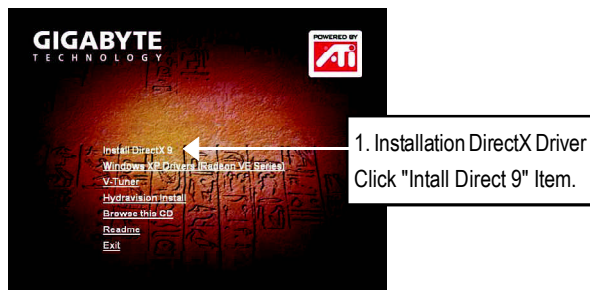 GIGABYTE
TECHNOLOGY
POWERED BY
ATi
Install DirectX 9
Windows XP Drivers (Radeon VE Series)
V-Tuner
Hydravision Install
Browse this CD
Readme
Exit
1. Installation DirectX Driver
Click "Intall Direct 9" Item.